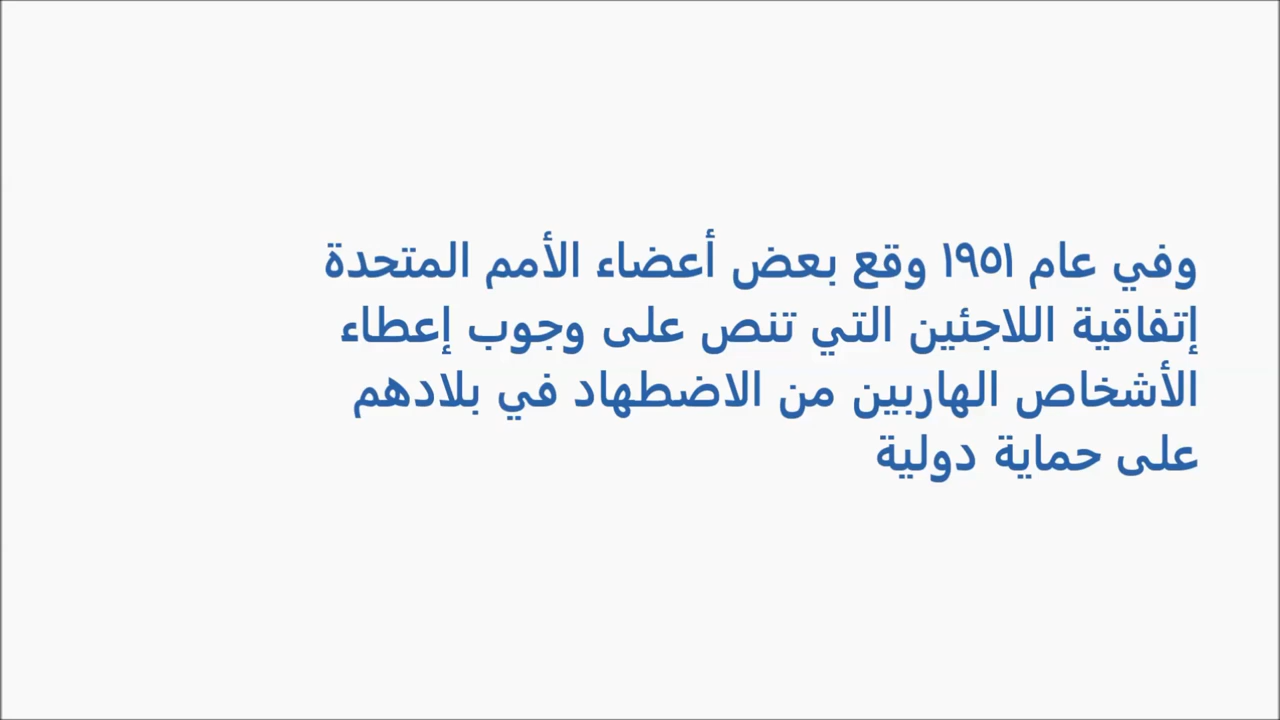 وفي عام ١٩٥١ وقع بعض أعضاء الأمم المتحدة
إتفاقية اللاجئين التي تنص على وجوب إعطاء
الأشخاص الهاربين من الاضطهاد في بلادهم
على حماية دولية